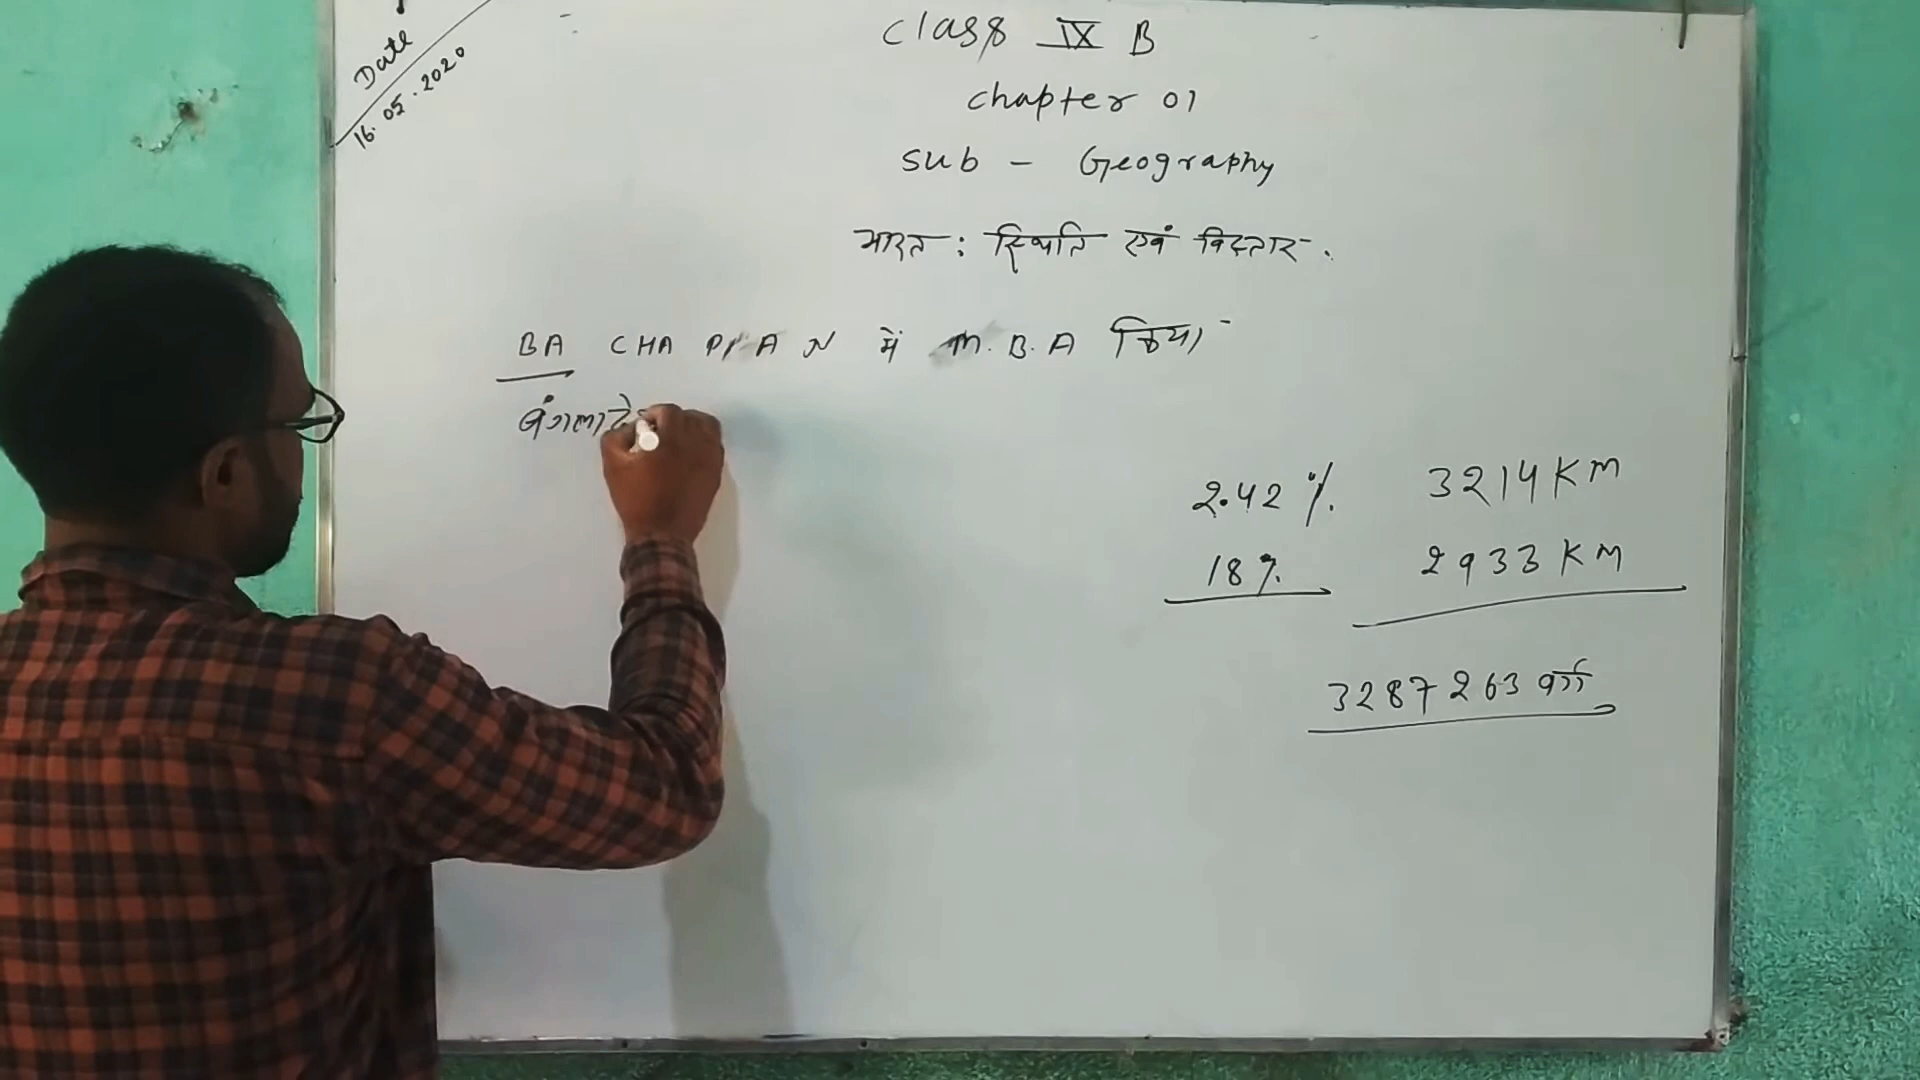 Date
16.05.2020
Class IX B
Chapter 01
Sub - Geography
भारत : स्थिति एवं विस्तार .
BA CHA N में M.B.A किया
बंगलादे
2.42 %. 3214 KM
18 %. 2933 KM
3287263 वर्ग